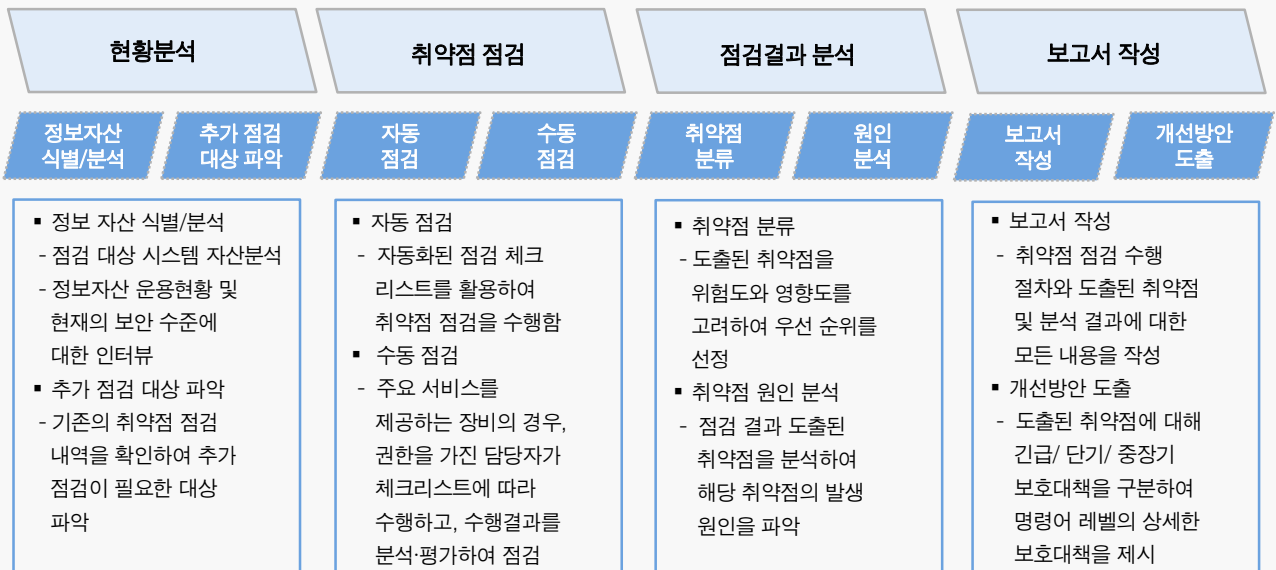 현황분석
취약점 점검
점검결과 분석
보고서 작성
정보자산
식별/분석
추가 점검
대상 파악
자동
점검
수동
점검
취약점
분류
원인
분석
보고서
작성
개선방안
도출
▪ 정보 자산 식별/분석
- 점검 대상 시스템 자산분석
- 정보자산 운용현황 및
현재의 보안 수준에
대한 인터뷰
▪ 추가 점검 대상 파악
- 기존의 취약점 점검
내역을 확인하여 추가
점검이 필요한 대상
파악
▪ 자동 점검
- 자동화된 점검 체크
리스트를 활용하여
취약점 점검을 수행함
▪ 수동 점검
- 주요 서비스를
제공하는 장비의 경우,
권한을 가진 담당자가
체크리스트에 따라
수행하고, 수행결과를
분석·평가하여 점검
▪ 취약점 분류
- 도출된 취약점을
위험도와 영향도를
고려하여 우선 순위를
선정
▪ 취약점 원인 분석
- 점검 결과 도출된
취약점을 분석하여
해당 취약점의 발생
원인을 파악
▪ 보고서 작성
- 취약점 점검 수행
절차와 도출된 취약점
및 분석 결과에 대한
모든 내용을 작성
▪ 개선방안 도출
- 도출된 취약점에 대해
긴급/ 단기/ 중장기
보호대책을 구분하여
명령어 레벨의 상세한
보호대책을 제시